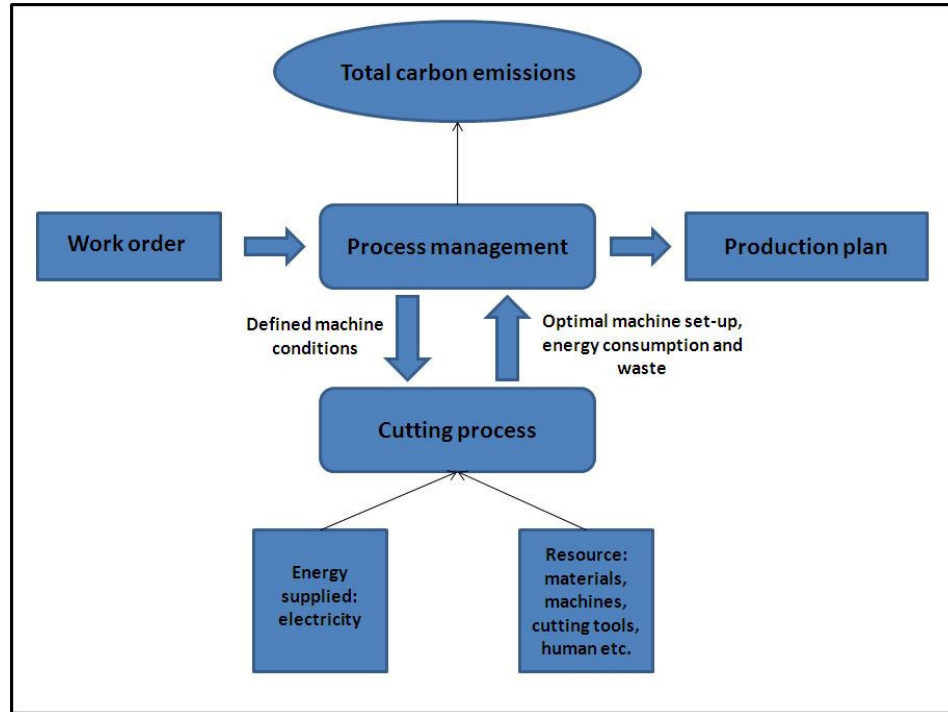 Total carbon emissions
Work order
Process management
Production plan
Defined machine
conditions
Optimal machine set-up,
energy consumption and
waste
Cutting process
Energy
supplied:
electricity
Resource:
materials,
machines,
cutting tools,
human etc.